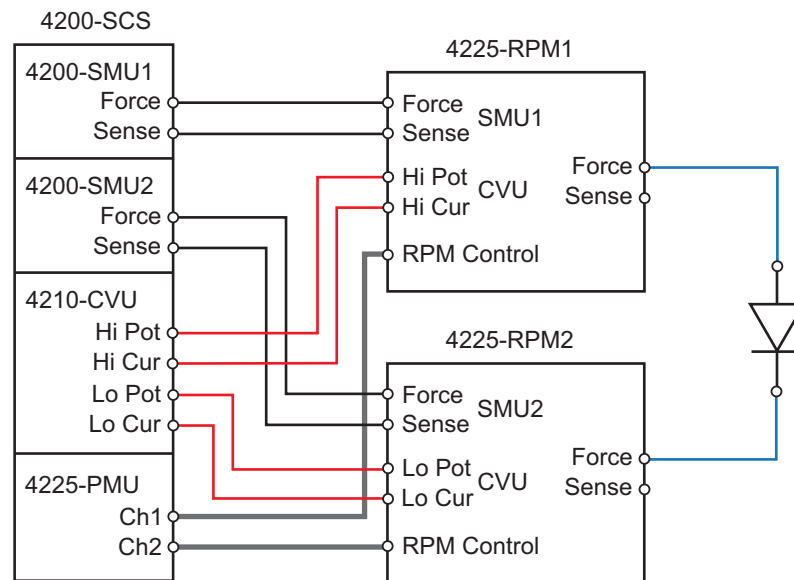 4200-SCS
4200-SMU1
Force
Sense
4200-SMU2
Force
Sense
4210-CVU
Hi Pot
Hi Cur
Lo Pot
Lo Cur
4225-PMU
Ch1
Ch2
4225-RPM1
Force
Sense
SMU1
Hi Pot
Hi Cur
CVU
RPM Control
Force
Sense
4225-RPM2
Force
Sense
SMU2
Lo Pot
Lo Cur
CVU
RPM Control
Force
Sense